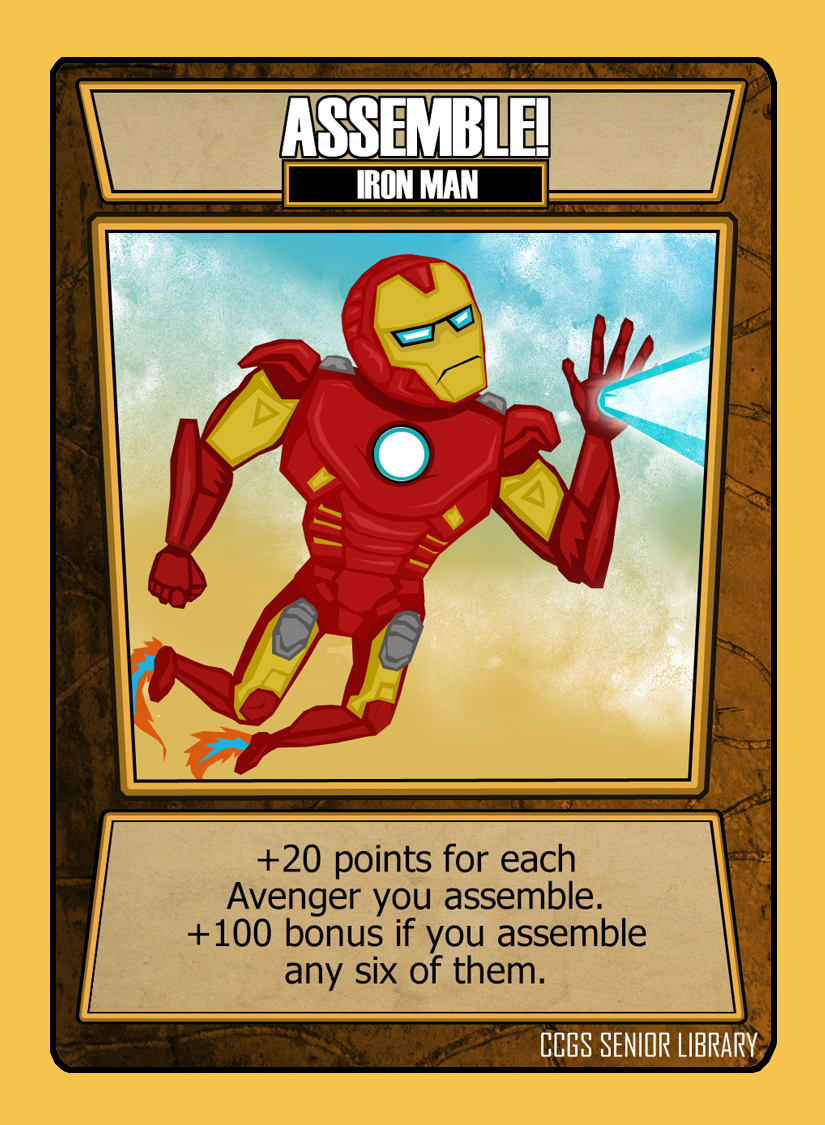 ASSEMBLE!
IRON MAN
+20 points for each
Avenger you assemble.
+100 bonus if you assemble
any six of them.
CCGS SENIOR LIBRARY